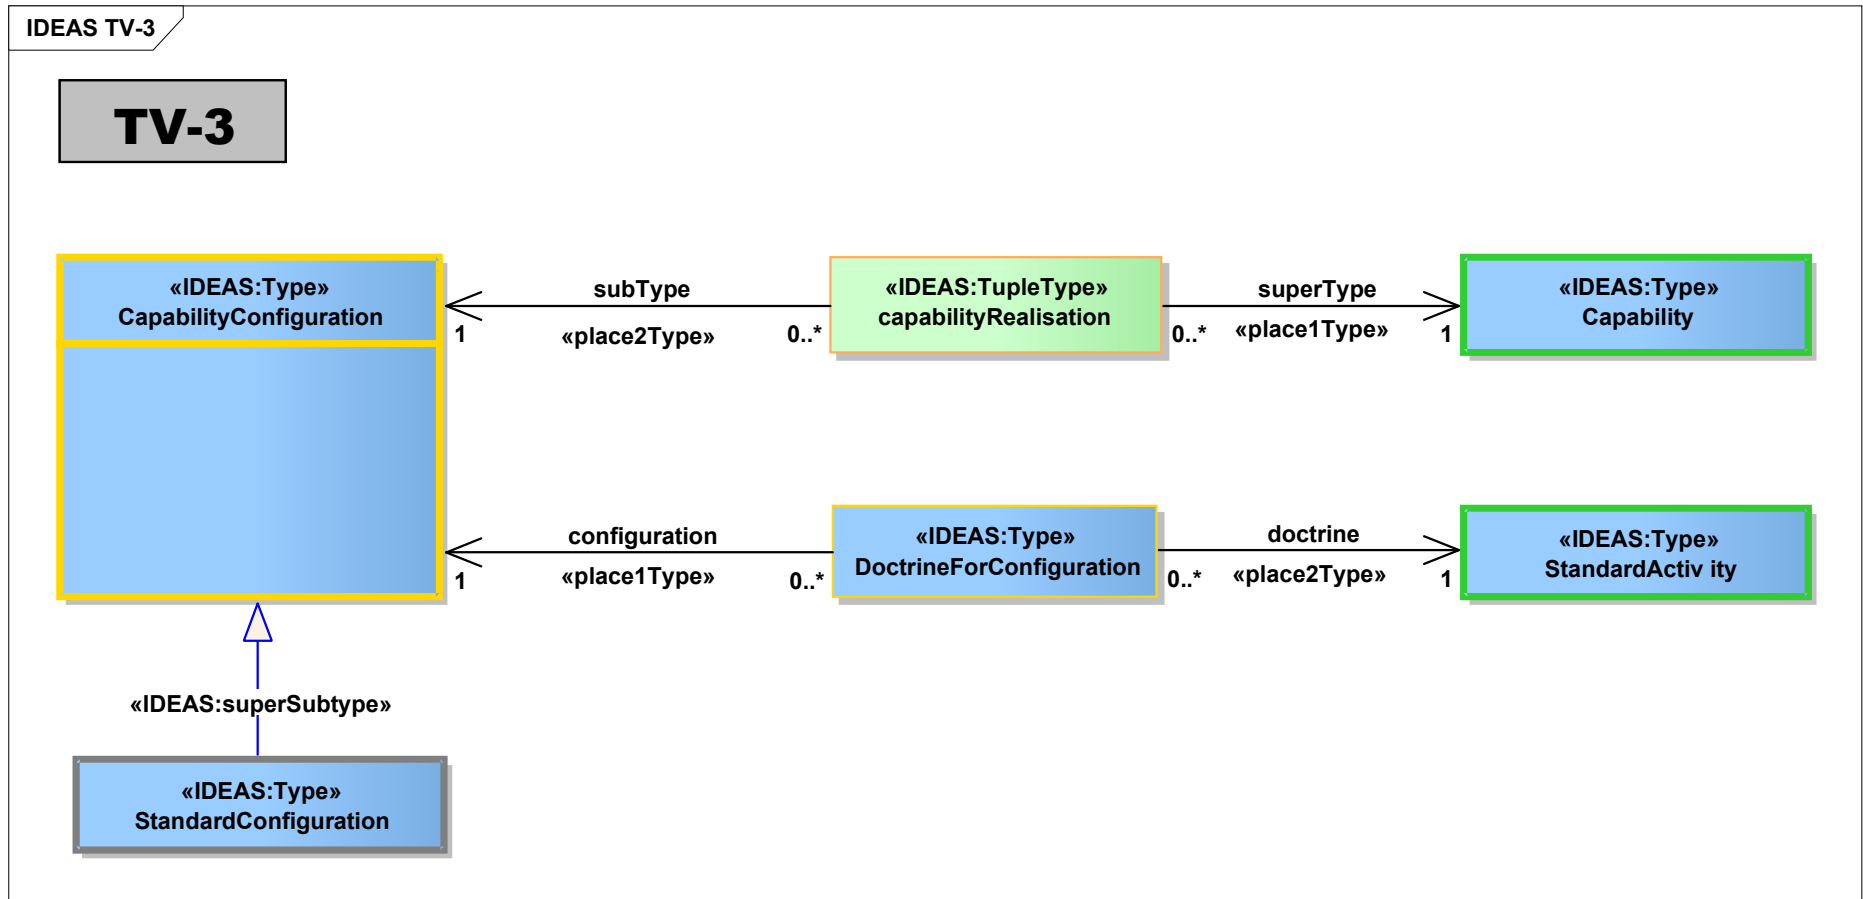 IDEAS TV-3
TV-3
«IDEAS:Type»
CapabilityConfiguration
subType
«place2Type»
1
0..*
«IDEAS:TupleType»
capabilityRealisation
superType
«place1Type»
0..*
1
«IDEAS:Type»
Capability
configuration
«place1Type»
1
0..*
«IDEAS:Type»
DoctrineForConfiguration
doctrine
«place2Type»
0..*
1
«IDEAS:Type»
StandardActiv ity
«IDEAS:superSubtype»
«IDEAS:Type»
StandardConfiguration